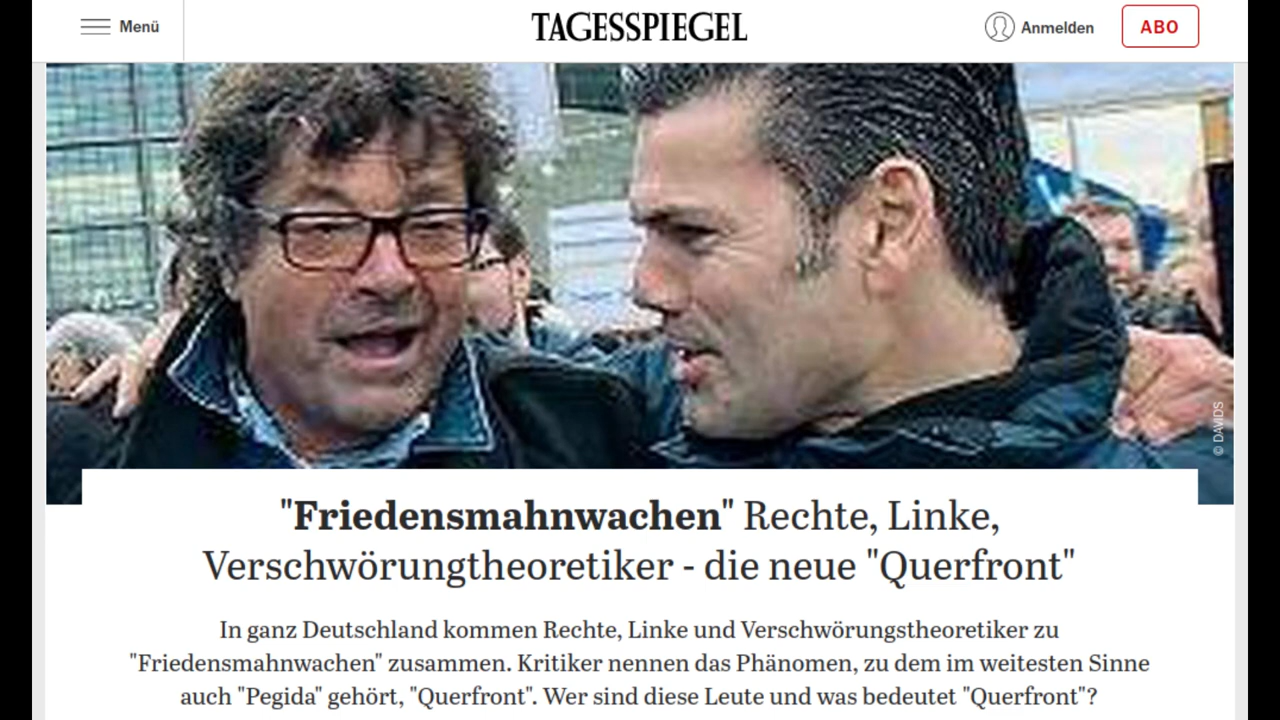 Menü
TAGESSPIEGEL
Anmelden
ABO
© DAVIDS
"Friedensmahnwachen" Rechte, Linke,
Verschwörungtheoretiker - die neue "Querfront"
In ganz Deutschland kommen Rechte, Linke und Verschwörungstheoretiker zu
"Friedensmahnwachen" zusammen. Kritiker nennen das Phänomen, zu dem im weitesten Sinne
auch "Pegida" gehört, "Querfront". Wer sind diese Leute und was bedeutet "Querfront"?